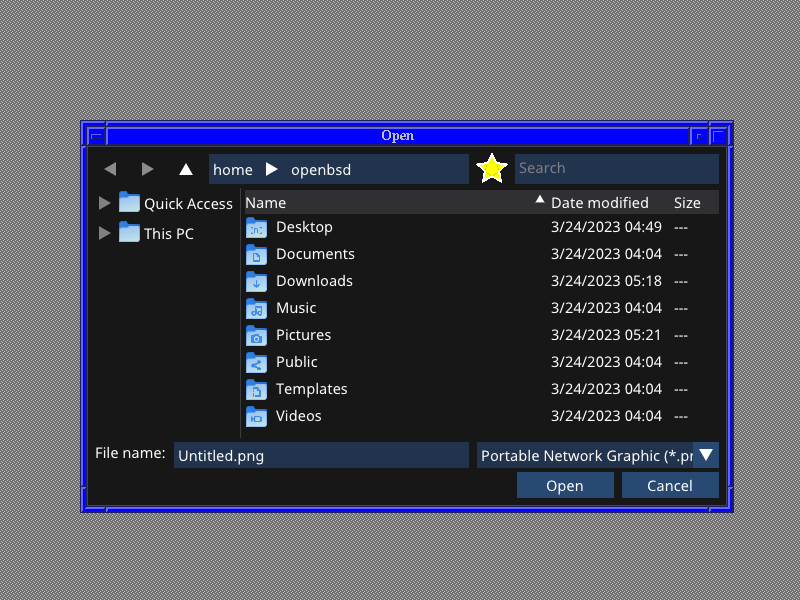 Open
home openbsd Search
Quick Access
This PC
Name Date modified Size
Desktop 3/24/2023 04:49 ---
Documents 3/24/2023 04:04 ---
Downloads 3/24/2023 05:18 ---
Music 3/24/2023 04:04 ---
Pictures 3/24/2023 05:21 ---
Public 3/24/2023 04:04 ---
Templates 3/24/2023 04:04 ---
Videos 3/24/2023 04:04 ---
File name: Untitled.png Portable Network Graphic (*.pr
Open Cancel